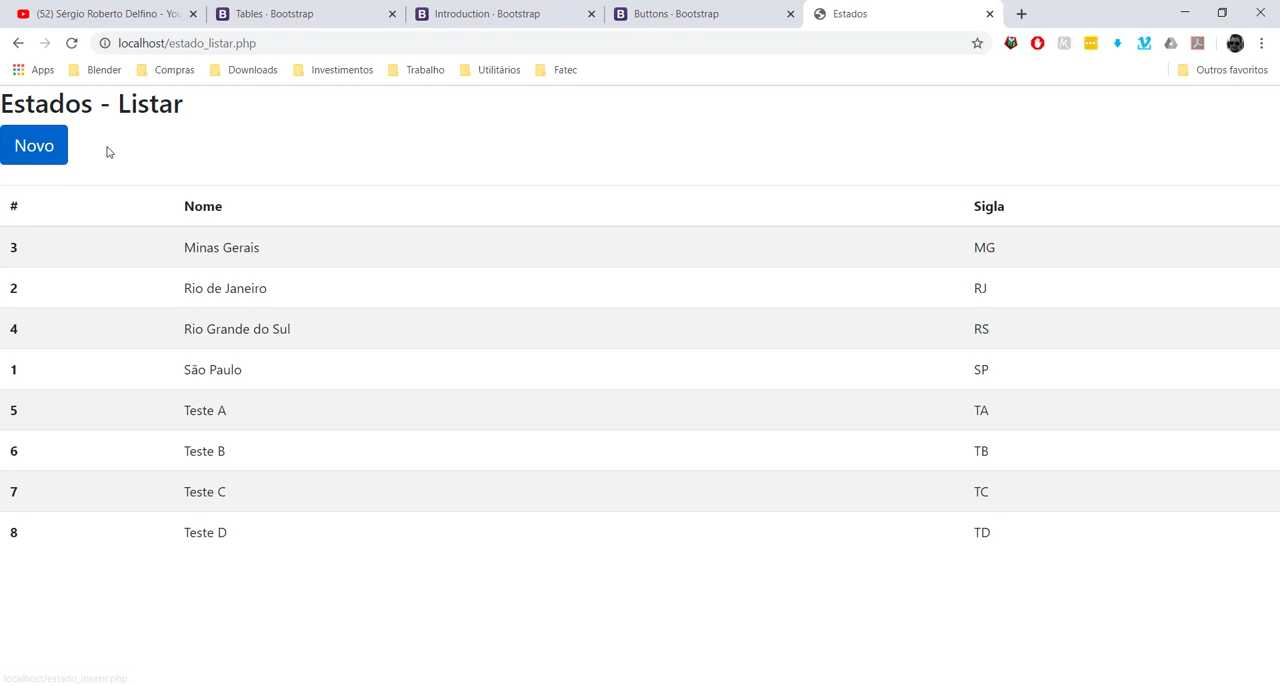 (52) Sérgio Roberto Delfino - You
Tables · Bootstrap
Introduction · Bootstrap
Buttons · Bootstrap
Estados
localhost/estado_listar.php
Apps Blender Compras Downloads Investimentos Trabalho Utilitários Fatec Outros favoritos
Estados - Listar
Novo
# Nome Sigla
3 Minas Gerais MG
2 Rio de Janeiro RJ
4 Rio Grande do Sul RS
1 São Paulo SP
5 Teste A TA
6 Teste B TB
7 Teste C TC
8 Teste D TD
localhost/estado_inserir.php